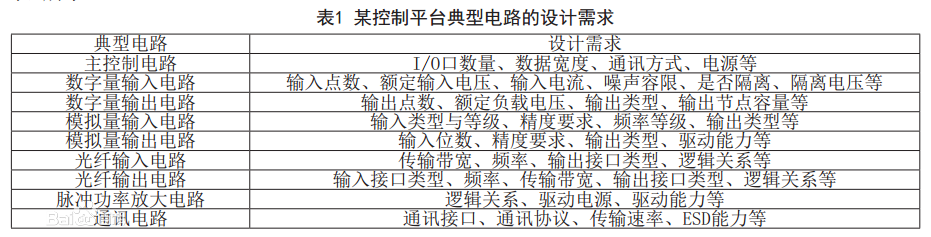 表1 某控制平台典型电路的设计需求
典型电路 设计需求
主控制电路 I/O口数量、数据宽度、通讯方式、电源等
数字量输入电路 输入点数、额定输入电压、输入电流、噪声容限、是否隔离、隔离电压等
数字量输出电路 输出点数、额定负载电压、输出类型、输出节点容量等
模拟量输入电路 输入类型与等级、精度要求、频率等级、输出类型等
模拟量输出电路 输入位数、精度要求、输出类型、驱动能力等
光纤输入电路 传输带宽、频率、输出接口类型、逻辑关系等
光纤输出电路 输入接口类型、频率、传输带宽、输出接口类型、逻辑关系等
脉冲功率放大电路 逻辑关系、驱动电源、驱动能力等
通讯电路 通讯接口、通讯协议、传输速率、ESD能力等